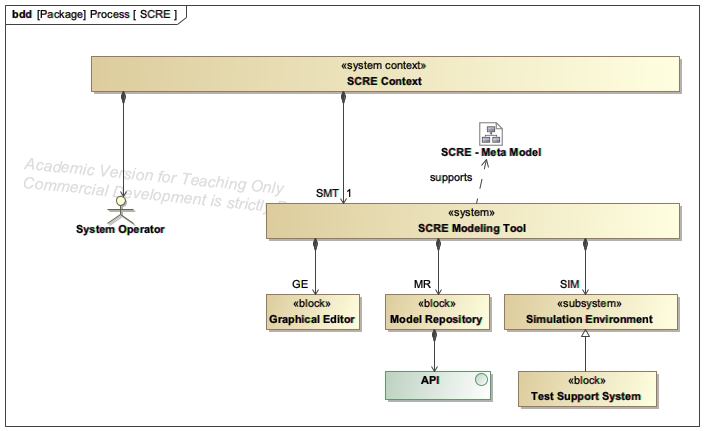 bdd [Package] Process [ SCRE ]
«system context»
SCRE Context
SCRE - Meta Model
Academic Version for Teaching Only
Commercial Development is strictly
supports
SMT 1
System Operator
«system»
SCRE Modeling Tool
GE MR SIM
«block» «block» «subsystem»
Graphical Editor Model Repository Simulation Environment
API «block»
Test Support System